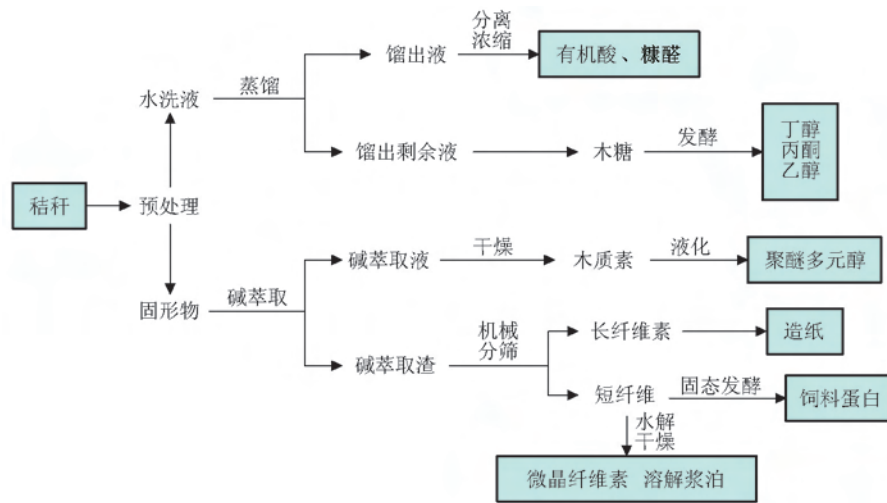 分离
浓缩
馏出液
有机酸、糠醛
蒸馏
水洗液
丁醇
丙酮
乙醇
发酵
馏出剩余液
木糖
秸秆
预处理
碱萃取液
干燥
木质素
液化
聚醚多元醇
固形物
碱萃取
机械
分筛
长纤维素
造纸
碱萃取渣
短纤维
固态发酵
饲料蛋白
水解
干燥
微晶纤维素 溶解浆泊